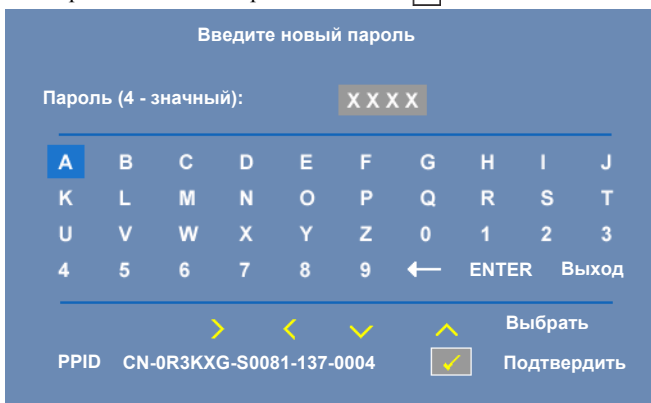 Введите новый пароль
Пароль (4 - значный): X X X X
A B C D E F G H I J
K L M N O P Q R S T
U V W X Y Z 0 1 2 3
4 5 6 7 8 9 ← ENTER Выход
Выбрать
PPID CN-0R3KXG-S0081-137-0004 Подтвердить